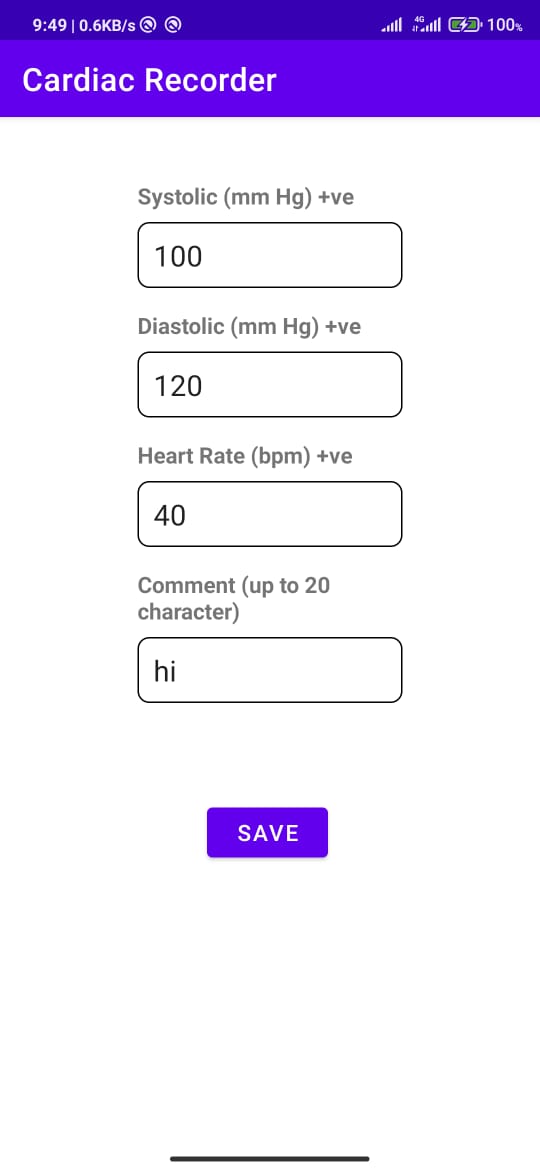 9:49 | 0.6KB/s 4G 100%
Cardiac Recorder
Systolic (mm Hg) +ve
100
Diastolic (mm Hg) +ve
120
Heart Rate (bpm) +ve
40
Comment (up to 20
character)
hi
SAVE